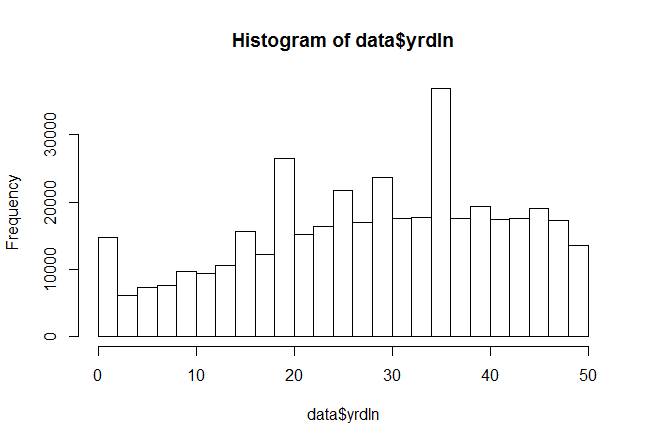 Histogram of data$yrdln
Frequency
30000
20000
10000
0
0 10 20 30 40 50
data$yrdln